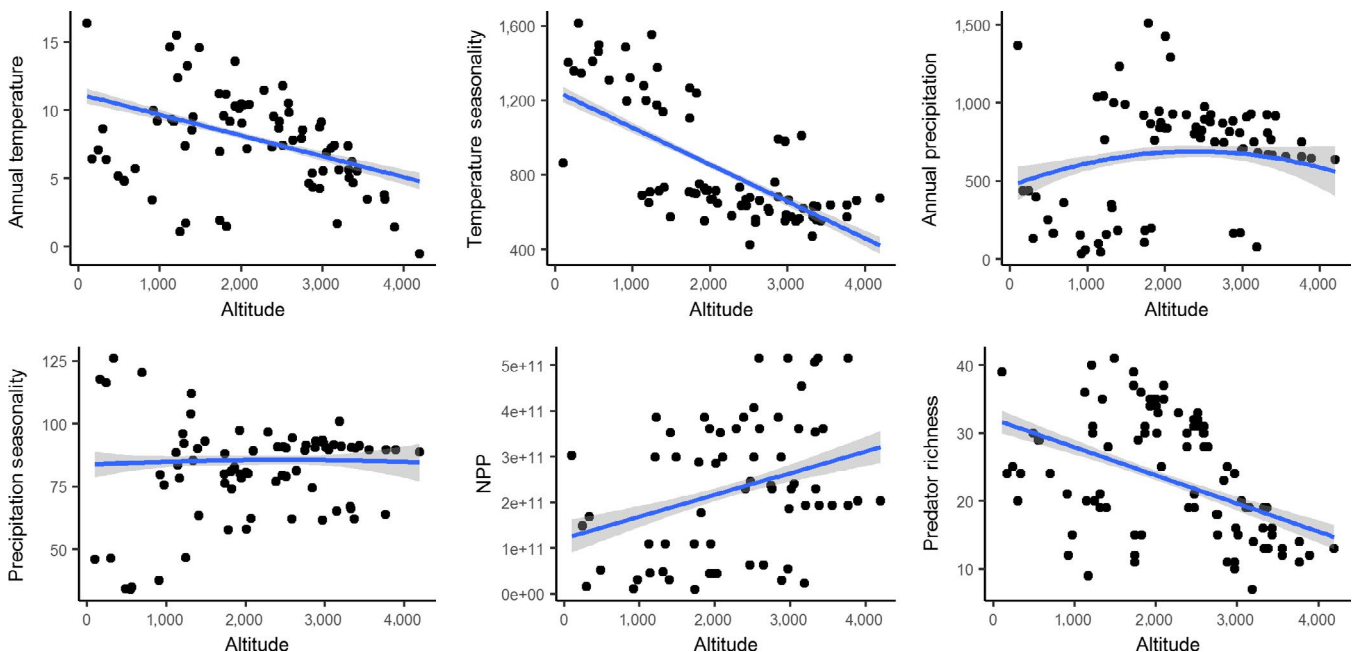 Annual temperature
15
10
5
0
0 1,000 2,000 3,000 4,000
Altitude
Temperature seasonality
1,600
1,200
800
400
0 1,000 2,000 3,000 4,000
Altitude
Annual precipitation
1,500
1,000
500
0
0 1,000 2,000 3,000 4,000
Altitude
Precipitation seasonality
125
100
75
50
0 1,000 2,000 3,000 4,000
Altitude
NPP
5e+11
4e+11
3e+11
2e+11
1e+11
0e+00
0 1,000 2,000 3,000 4,000
Altitude
Predator richness
40
30
20
10
0 1,000 2,000 3,000 4,000
Altitude